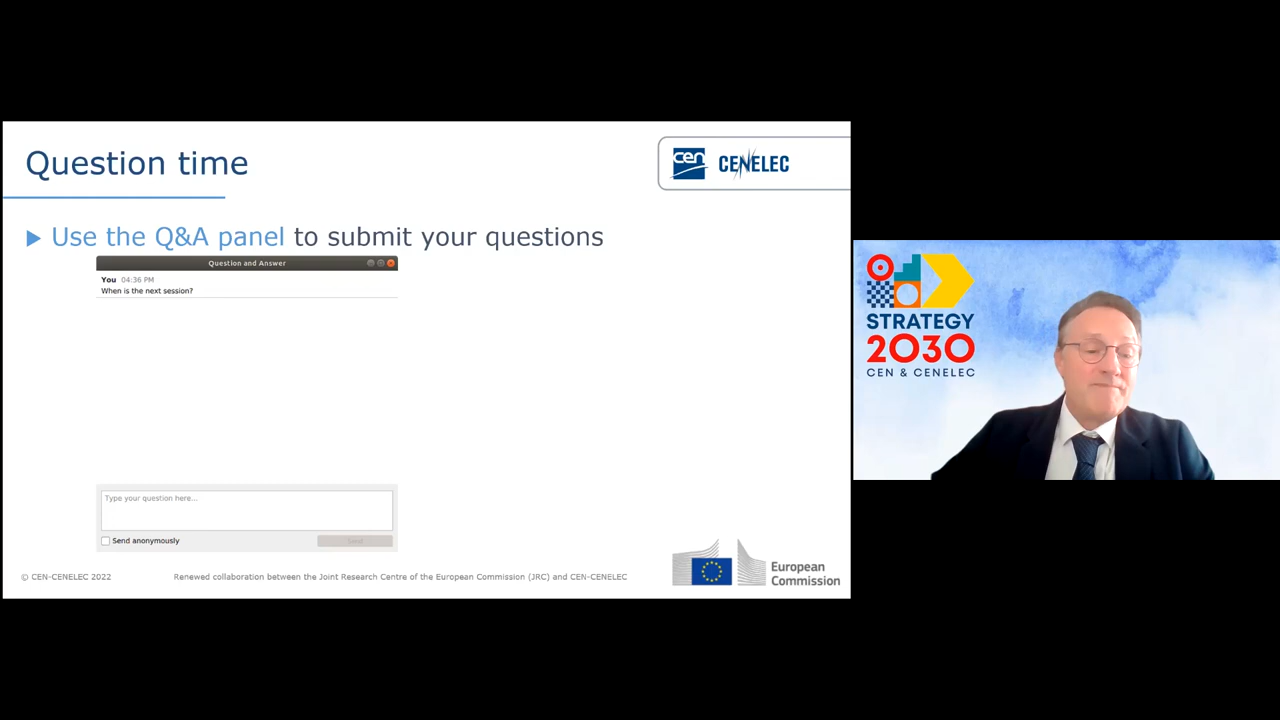 Question time
cen CENELEC
Use the Q&A panel to submit your questions
Question and Answer
You 04:36 PM
When is the next session?
Type your question here...
Send anonymously
Send
© CEN-CENELEC 2022
Renewed collaboration between the Joint Research Centre of the European Commission (JRC) and CEN-CENELEC
European
Commission
STRATEGY
2030
CEN & CENELEC